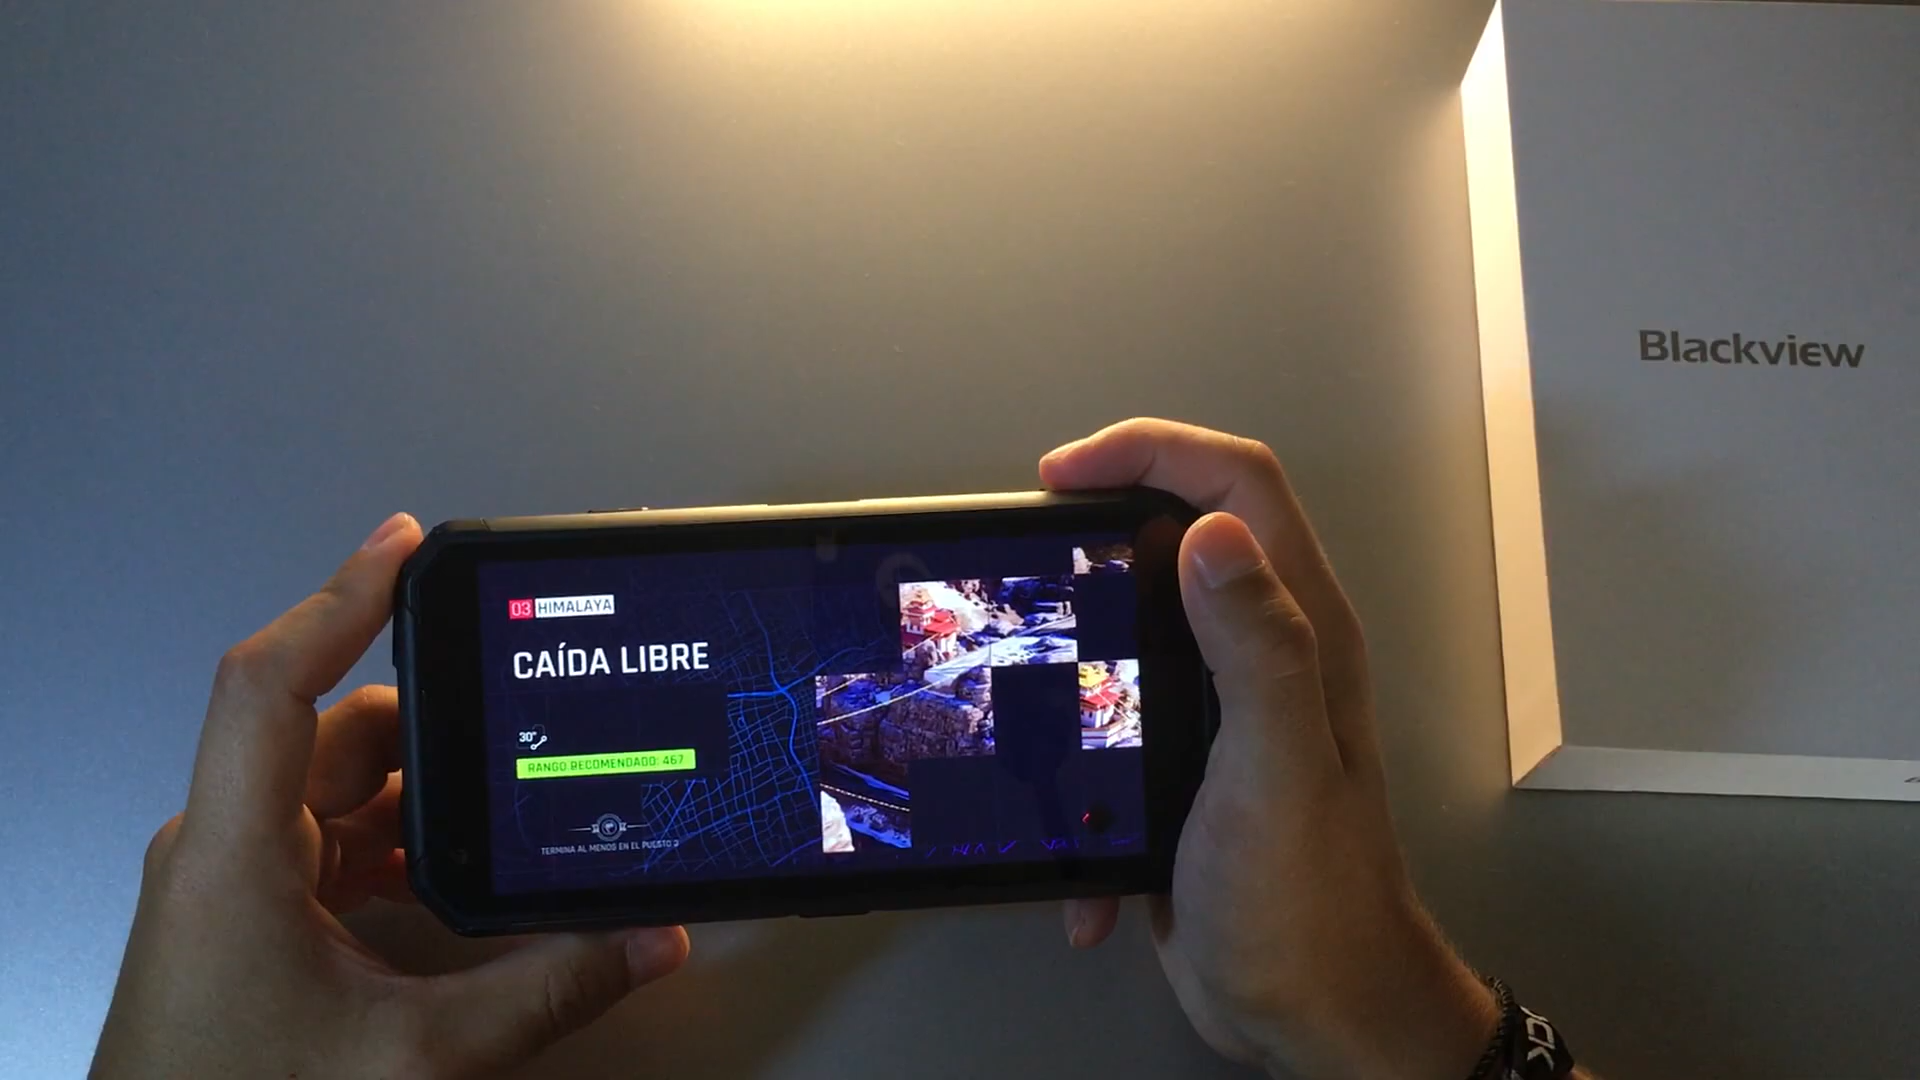 Blackview
03 HIMALAYA
CAÍDA LIBRE
30"
RANGO RECOMENDADO: 467
TERMINA AL MENOS EN EL PUESTO 3